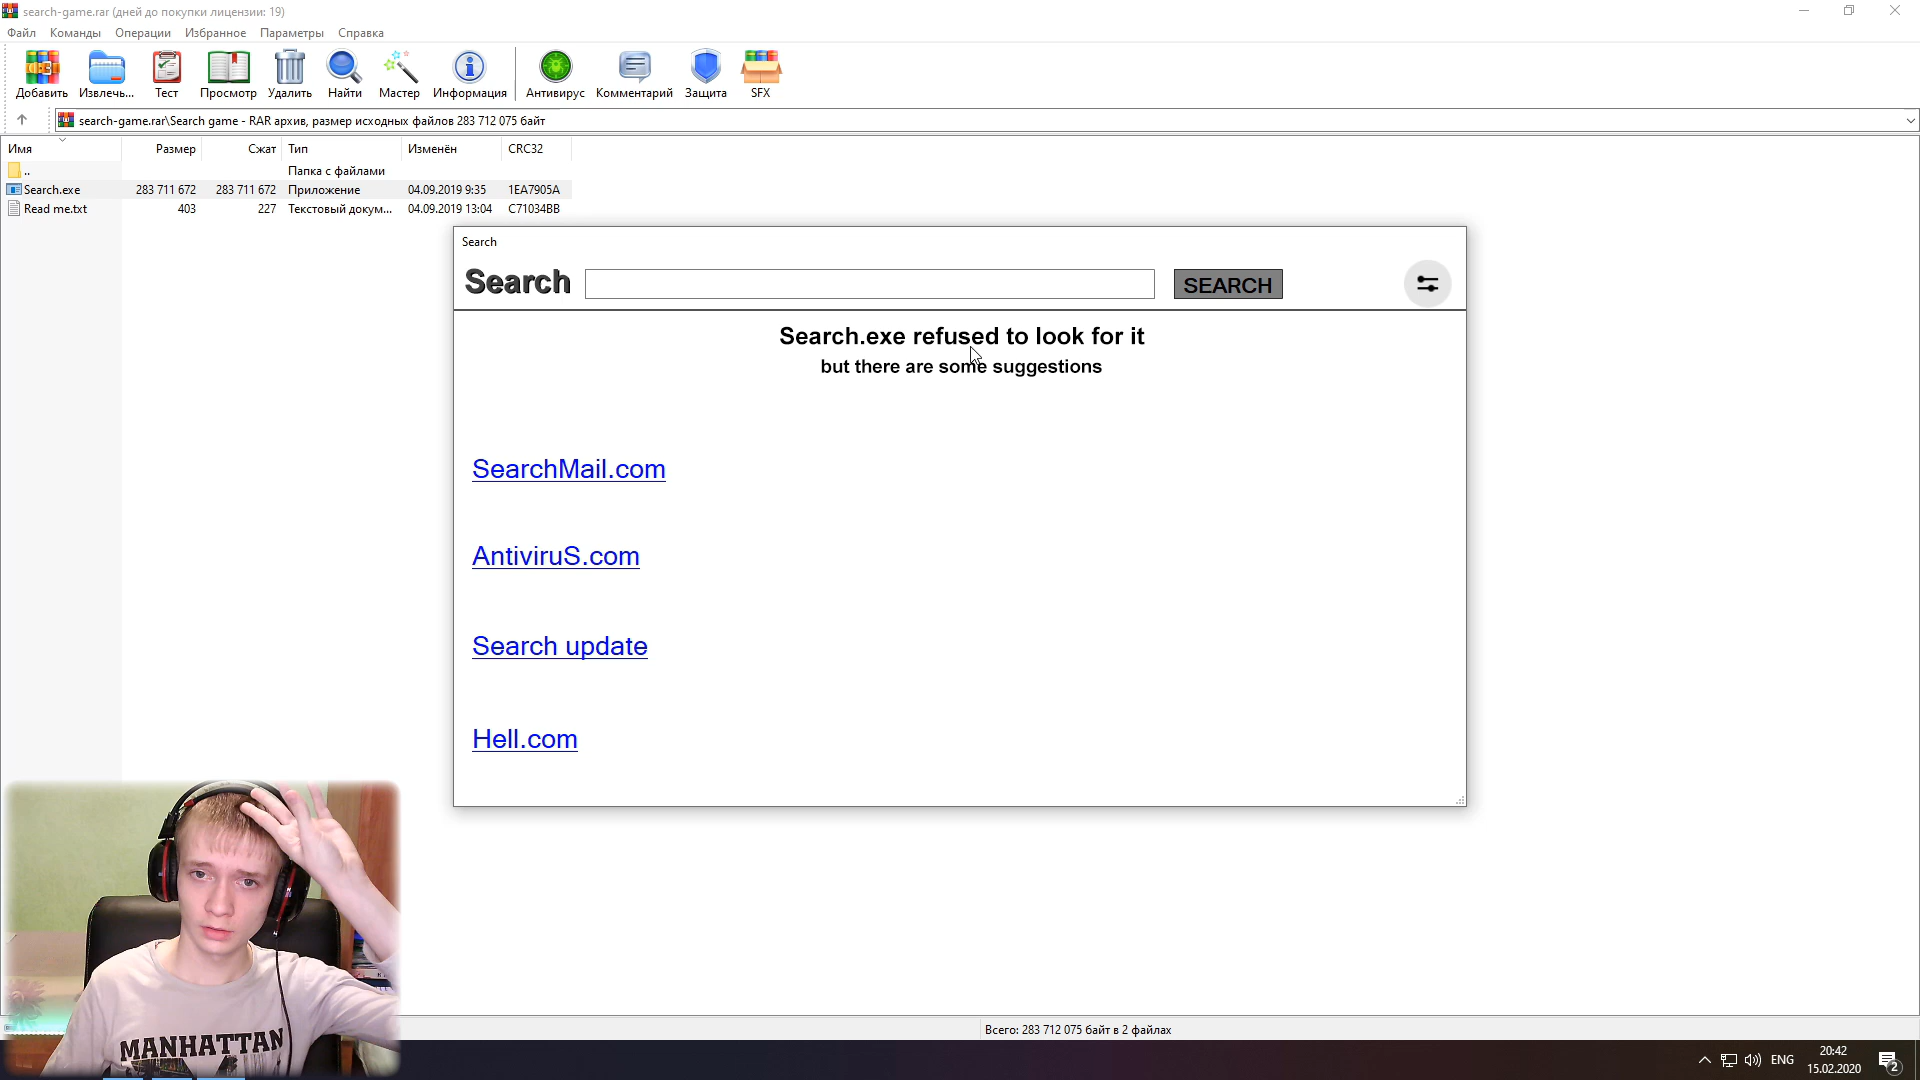 search-game.rar (дней до покупки лицензии: 19)
Файл Команды Операции Избранное Параметры Справка
Добавить Извлечь... Тест Просмотр Удалить Найти Мастер Информация Антивирус Комментарий Защита SFX
search-game.rar\Search game - RAR архив, размер исходных файлов 283 712 075 байт
Имя Размер Сжат Тип Изменён CRC32
.. Папка с файлами
Search.exe 283 711 672 283 711 672 Приложение 04.09.2019 9:35 1EA7905A
Read me.txt 403 227 Текстовый докум... 04.09.2019 13:04 C71034BB
Search
Search SEARCH
Search.exe refused to look for it
but there are some suggestions
SearchMail.com
AntiviruS.com
Search update
Hell.com
MANHATTAN
Всего: 283 712 075 байт в 2 файлах
ENG
20:42
15.02.2020
2